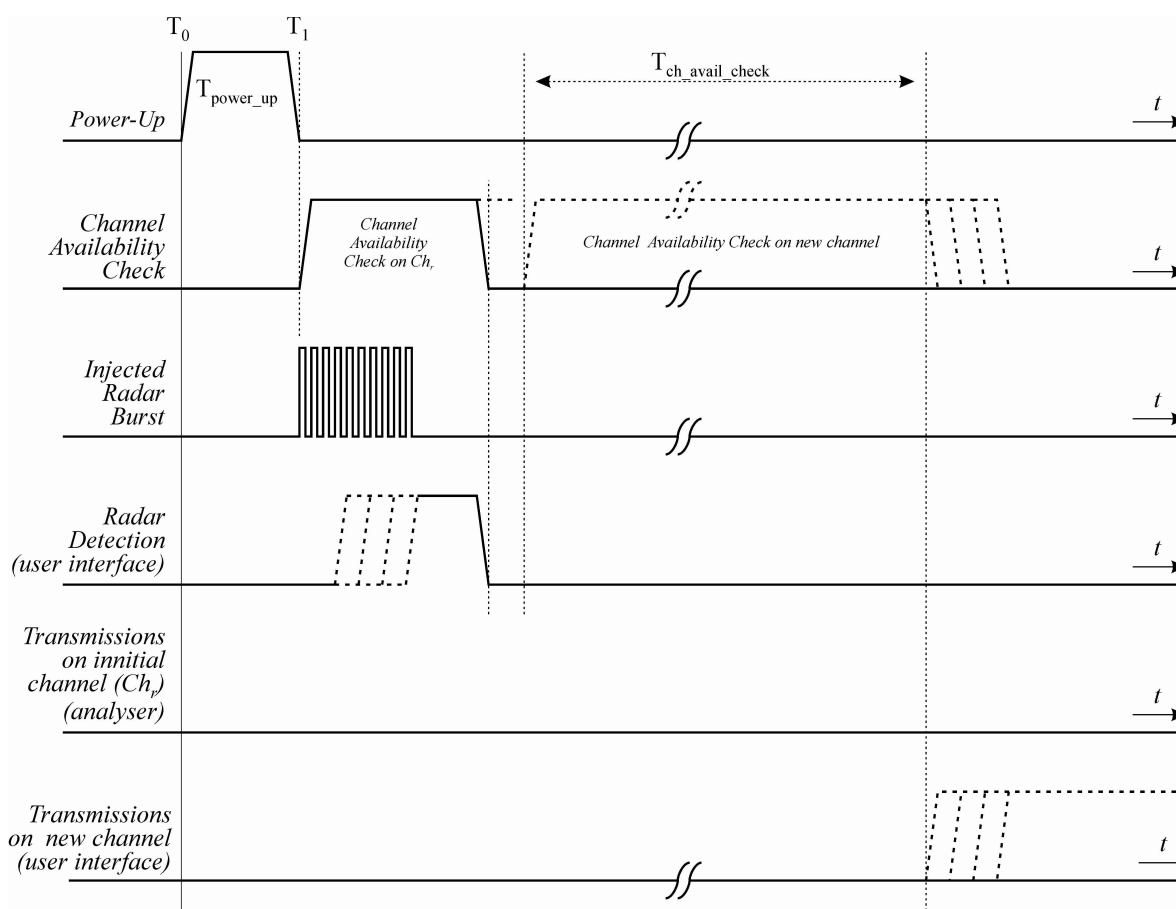 T0
T1
Tpower_up
Tch_avail_check
Power-Up
t
Channel
Availability
Check
Channel
Availability
Check on Chr
Channel Availability Check on new channel
t
Injected
Radar
Burst
t
Radar
Detection
(user interface)
t
Transmissions
on innitial
channel (Chr)
(analyser)
t
Transmissions
on new channel
(user interface)
t